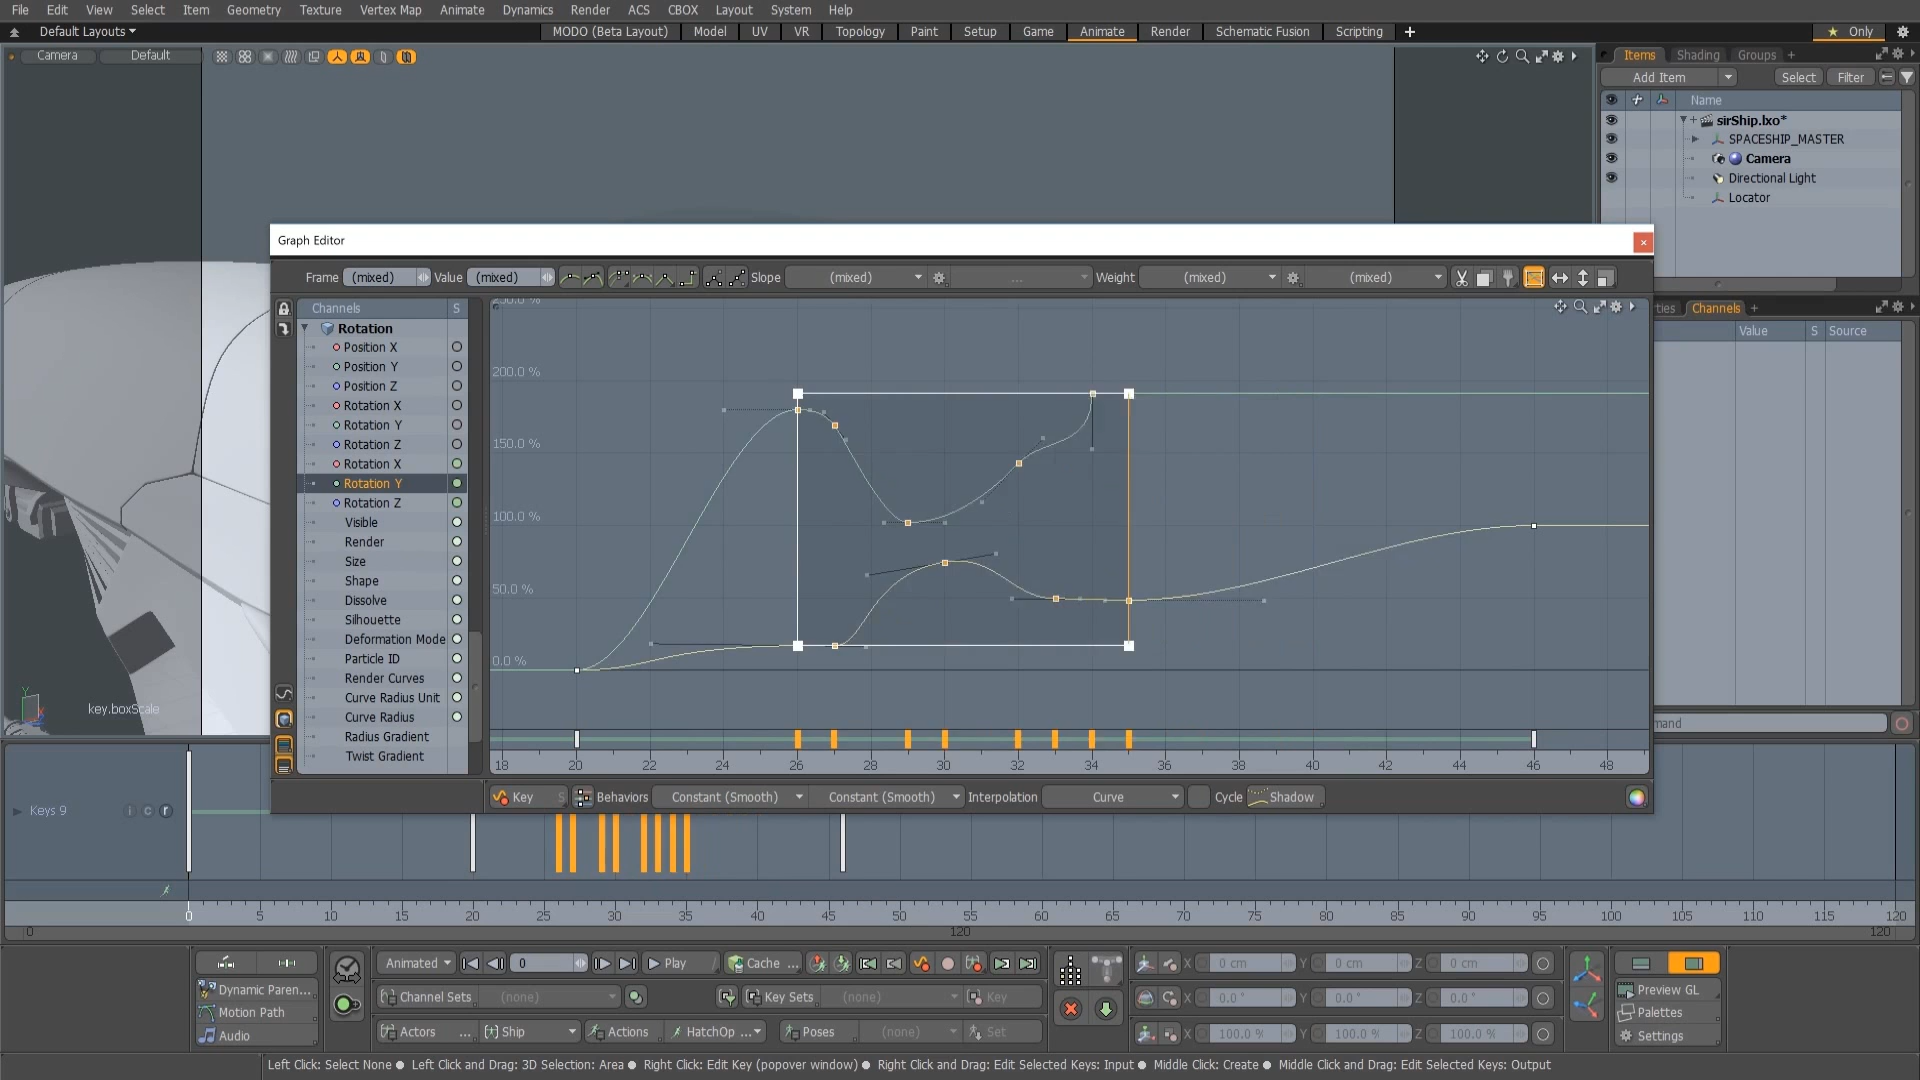 File Edit View Select Item Geometry Texture Vertex Map Animate Dynamics Render ACS CBOX Layout System Help
Default Layouts MODO (Beta Layout) Model UV VR Topology Paint Setup Game Animate Render Schematic Fusion Scripting + Only
Camera Default
Items Shading Groups +
Add Item Select Filter
Name
sirShip.lxo*
SPACESHIP_MASTER
Camera
Directional Light
Locator
Graph Editor
Frame (mixed) Value (mixed) Slope (mixed) ... Weight (mixed) (mixed)
Channels S
Rotation
Position X
Position Y
Position Z
Rotation X
Rotation Y
Rotation Z
Rotation X
Rotation Y
Rotation Z
Visible
Render
Size
Shape
Dissolve
Silhouette
Deformation Mode
Particle ID
Render Curves
Curve Radius Unit
Curve Radius
Radius Gradient
Twist Gradient
250.0 %
200.0 %
150.0 %
100.0 %
50.0 %
0.0 %
18 20 22 24 26 28 30 32 34 36 38 40 42 44 46 48
Key S Behaviors Constant (Smooth) Constant (Smooth) Interpolation Curve Cycle Shadow
ties Channels +
Value S Source
mand
Y
key.boxScale
Keys 9 i c r
0 5 10 15 20 25 30 35 40 45 50 55 60 65 70 75 80 85 90 95 100 105 110 115 120
0 120 120
Animated 0 Play Cache ... X 0 cm Y 0 cm Z 0 cm
Dynamic Paren... Channel Sets (none) Key Sets (none) Key X 0.0 ° Y 0.0 ° Z 0.0 ° Preview GL
Motion Path Palettes
Audio Actors ... Ship Actions HatchOp ... Poses (none) Set X 100.0 % Y 100.0 % Z 100.0 % Settings
Left Click: Select None ● Left Click and Drag: 3D Selection: Area ● Right Click: Edit Key (popover window) ● Right Click and Drag: Edit Selected Keys: Input ● Middle Click: Create ● Middle Click and Drag: Edit Selected Keys: Output